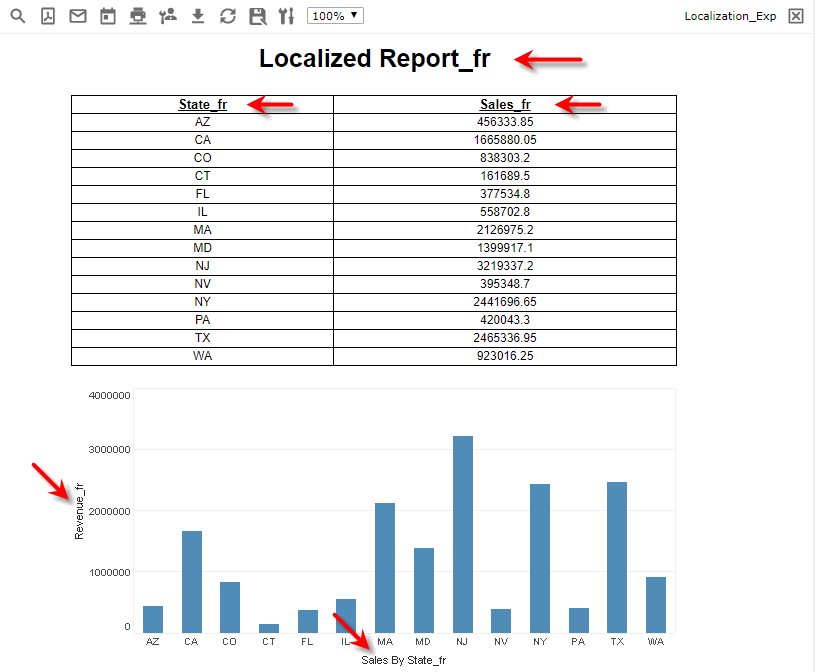 100% ▼
Localization_Exp
Localized Report_fr
State_fr Sales_fr
AZ 456333.85
CA 1665880.05
CO 838303.2
CT 161689.5
FL 377534.8
IL 558702.8
MA 2126975.2
MD 1399917.1
NJ 3219337.2
NV 395348.7
NY 2441696.65
PA 420043.3
TX 2465336.95
WA 923016.25
4000000
3000000
2000000
1000000
0
Revenue_fr
AZ CA CO CT FL IL MA MD NJ NV NY PA TX WA
Sales By State_fr